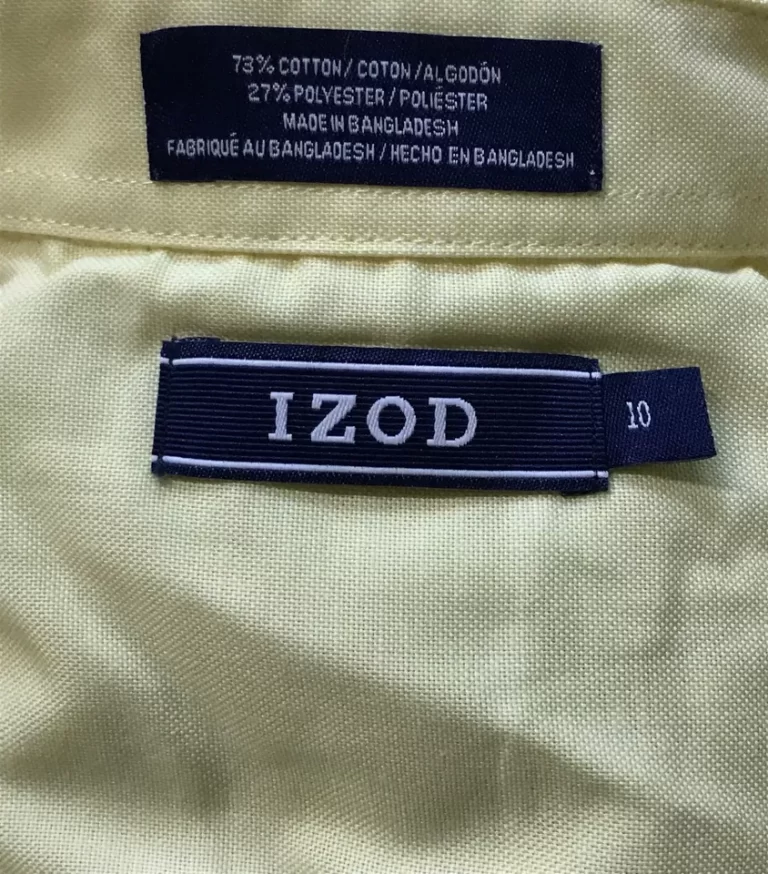 73% COTTON / COTON / ALGODÓN
27% POLYESTER / POLIÉSTER
MADE IN BANGLADESH
FABRIQUÉ AU BANGLADESH / HECHO EN BANGLADESH
IZOD
10